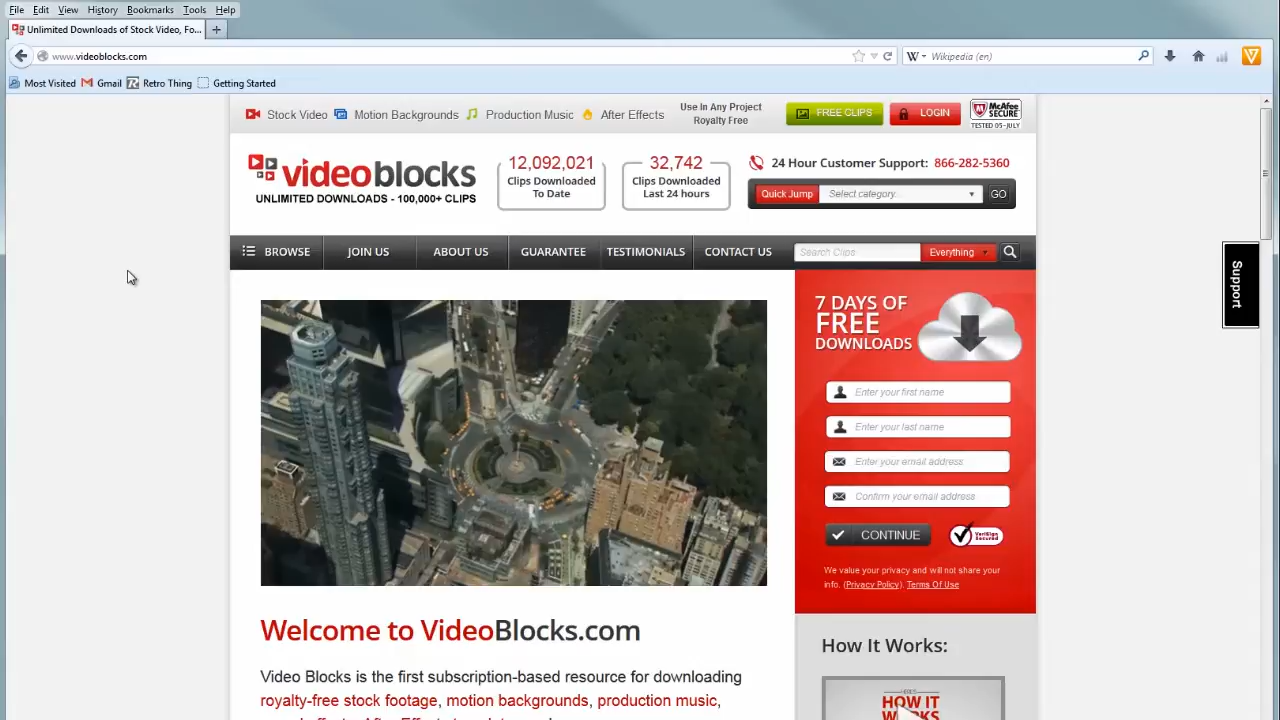 File Edit View History Bookmarks Tools Help
Unlimited Downloads of Stock Video, Fo...
www.videoblocks.com
W Wikipedia (en)
Most Visited Gmail Retro Thing Getting Started
Stock Video Motion Backgrounds Production Music After Effects
Use In Any Project
Royalty Free
FREE CLIPS LOGIN
McAfee
SECURE
TESTED 05-JULY
videoblocks
UNLIMITED DOWNLOADS - 100,000+ CLIPS
12,092,021
Clips Downloaded
To Date
32,742
Clips Downloaded
Last 24 hours
24 Hour Customer Support: 866-282-5360
Quick Jump Select category... GO
BROWSE JOIN US ABOUT US GUARANTEE TESTIMONIALS CONTACT US Search Clips Everything
Support
7 DAYS OF
FREE
DOWNLOADS
Enter your first name
Enter your last name
Enter your email address
Confirm your email address
CONTINUE
VeriSign
Secured
We value your privacy and will not share your
info. (Privacy Policy). Terms Of Use
Welcome to VideoBlocks.com
Video Blocks is the first subscription-based resource for downloading
royalty-free stock footage, motion backgrounds, production music,
How It Works:
HOW IT